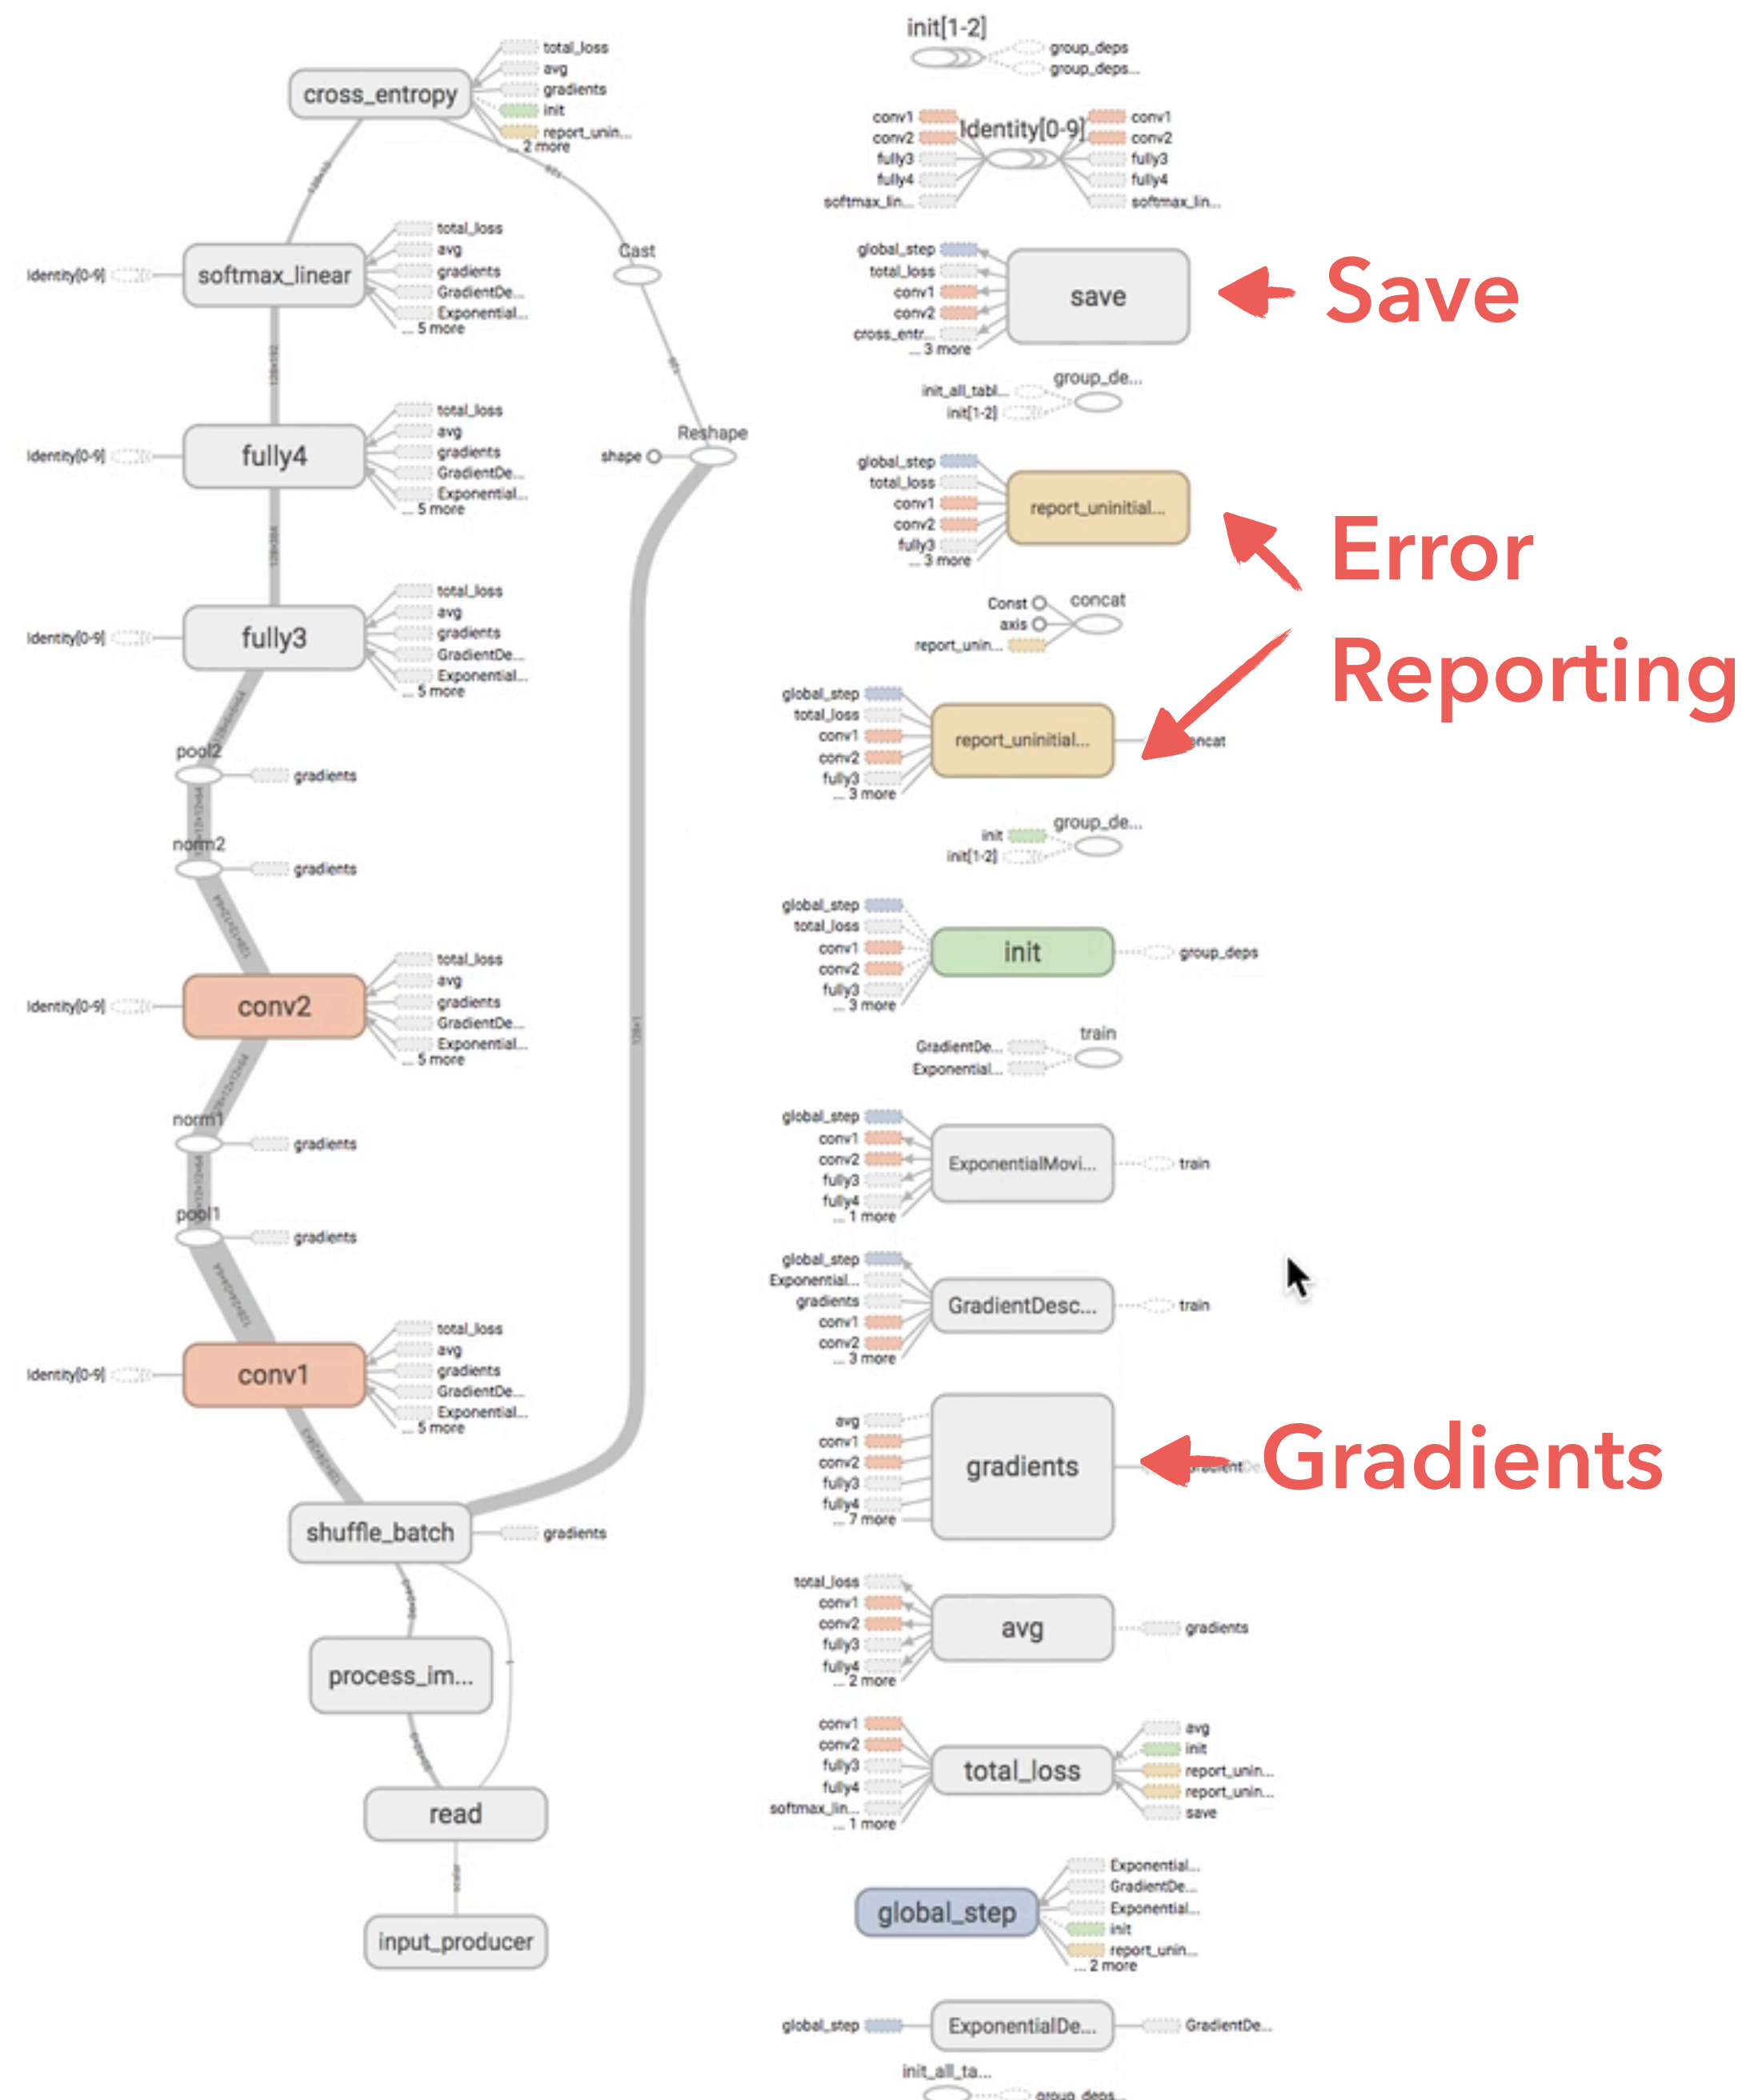 cross_entropy
total_loss
avg
gradients
init
report_unin...
... 2 more
softmax_linear
Identity[0-9]
total_loss
avg
gradients
GradientDe...
Exponential...
... 5 more
Cast
128×192
fully4
Identity[0-9]
total_loss
avg
gradients
GradientDe...
Exponential...
... 5 more
Reshape
shape
128×384
fully3
Identity[0-9]
total_loss
avg
gradients
GradientDe...
Exponential...
... 5 more
pool2
gradients
norm2
gradients
conv2
Identity[0-9]
total_loss
avg
gradients
GradientDe...
Exponential...
... 5 more
128×1
norm1
gradients
pool1
gradients
conv1
Identity[0-9]
total_loss
avg
gradients
GradientDe...
Exponential...
... 5 more
shuffle_batch
gradients
process_im...
1
read
scalar
input_producer
init[1-2]
group_deps
group_deps...
Identity[0-9]
conv1
conv2
fully3
fully4
softmax_lin...
conv1
conv2
fully3
fully4
softmax_lin...
global_step
total_loss
conv1
conv2
cross_entr...
... 3 more
save
Save
group_de...
init_all_tabl...
init[1-2]
global_step
total_loss
conv1
conv2
fully3
... 3 more
report_uninitial...
Error
Reporting
concat
Const
axis
report_unin...
global_step
total_loss
conv1
conv2
fully3
... 3 more
report_uninitial...
group_de...
init
init[1-2]
global_step
total_loss
conv1
conv2
fully3
... 3 more
init
group_deps
train
GradientDe...
Exponential...
global_step
conv1
conv2
fully3
fully4
... 1 more
ExponentialMovi...
train
global_step
Exponential...
gradients
conv1
conv2
... 3 more
GradientDesc...
train
avg
conv1
conv2
fully3
fully4
... 7 more
gradients
Gradients
total_loss
conv1
conv2
fully3
fully4
... 2 more
avg
gradients
conv1
conv2
fully3
fully4
softmax_lin...
... 1 more
total_loss
avg
init
report_unin...
report_unin...
save
global_step
Exponential...
GradientDe...
Exponential...
init
report_unin...
... 2 more
global_step
ExponentialDe...
GradientDe...
init_all_ta...
group_deps...